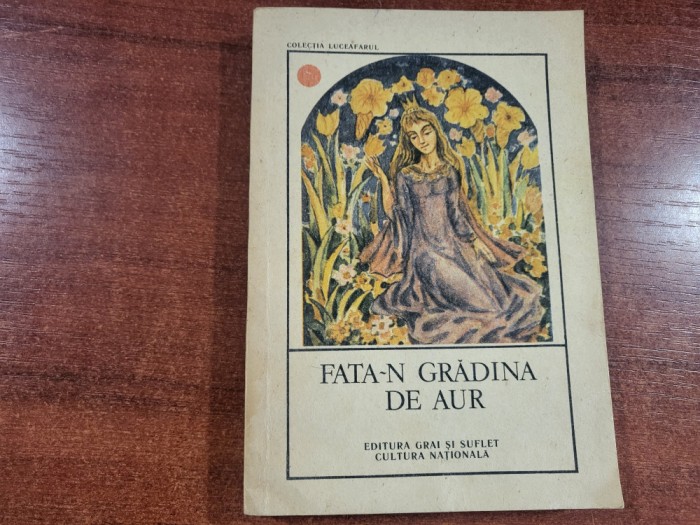 COLECȚIA LUCEAFĂRUL
FATA-N GRĂDINA
DE AUR
EDITURA GRAI ȘI SUFLET
CULTURA NAȚIONALĂ